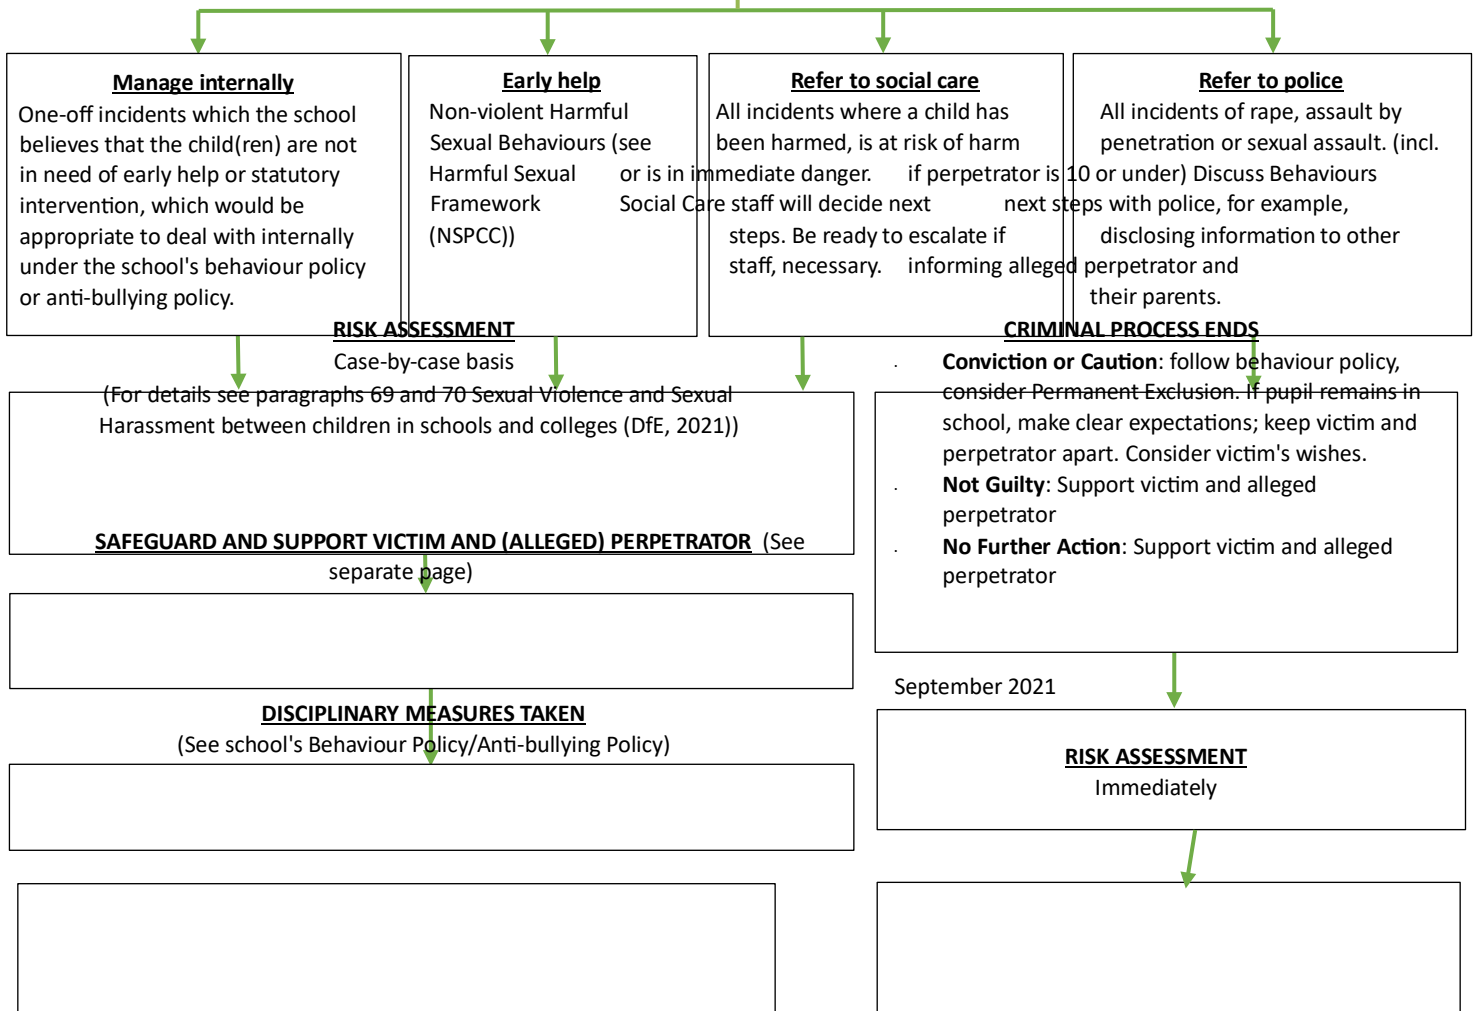 Manage internally
One-off incidents which the school
believes that the child(ren) are not
in need of early help or statutory
intervention, which would be
appropriate to deal with internally
under the school's behaviour policy
or anti-bullying policy.
Early help
Non-violent Harmful
Sexual Behaviours (see
Harmful Sexual
Framework
(NSPCC))
Refer to social care
All incidents where a child has
been harmed, is at risk of harm
or is in immediate danger.
Social Care staff will decide next
steps. Be ready to escalate if
staff, necessary.
Refer to police
All incidents of rape, assault by
penetration or sexual assault. (incl.
if perpetrator is 10 or under) Discuss Behaviours
next steps with police, for example,
disclosing information to other
informing alleged perpetrator and
their parents.
RISK ASSESSMENT
Case-by-case basis
(For details see paragraphs 69 and 70 Sexual Violence and Sexual
Harassment between children in schools and colleges (DfE, 2021))
SAFEGUARD AND SUPPORT VICTIM AND (ALLEGED) PERPETRATOR (See
separate page)
DISCIPLINARY MEASURES TAKEN
(See school's Behaviour Policy/Anti-bullying Policy)
CRIMINAL PROCESS ENDS
. Conviction or Caution: follow behaviour policy,
consider Permanent Exclusion. If pupil remains in
school, make clear expectations; keep victim and
perpetrator apart. Consider victim's wishes.
. Not Guilty: Support victim and alleged
perpetrator
. No Further Action: Support victim and alleged
perpetrator
September 2021
RISK ASSESSMENT
Immediately